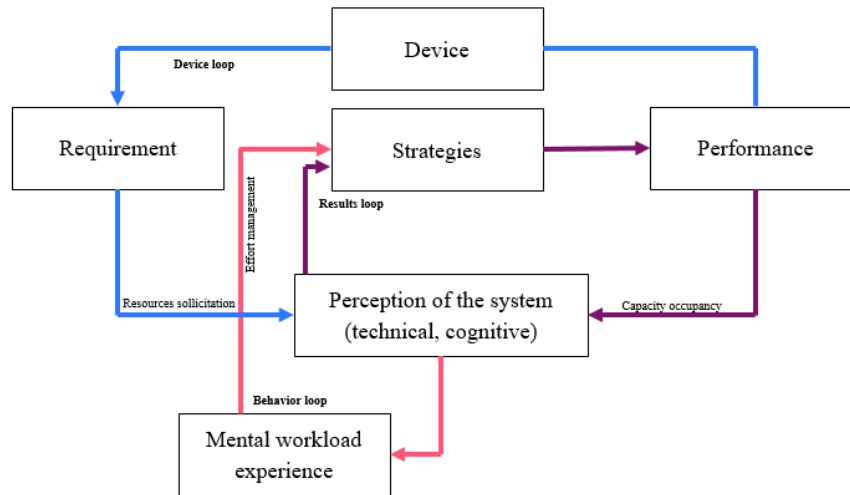 Device
Device loop
Requirement
Strategies
Performance
Effort management
Results loop
Resources sollicitation
Perception of the system
(technical, cognitive)
Capacity occupancy
Behavior loop
Mental workload
experience